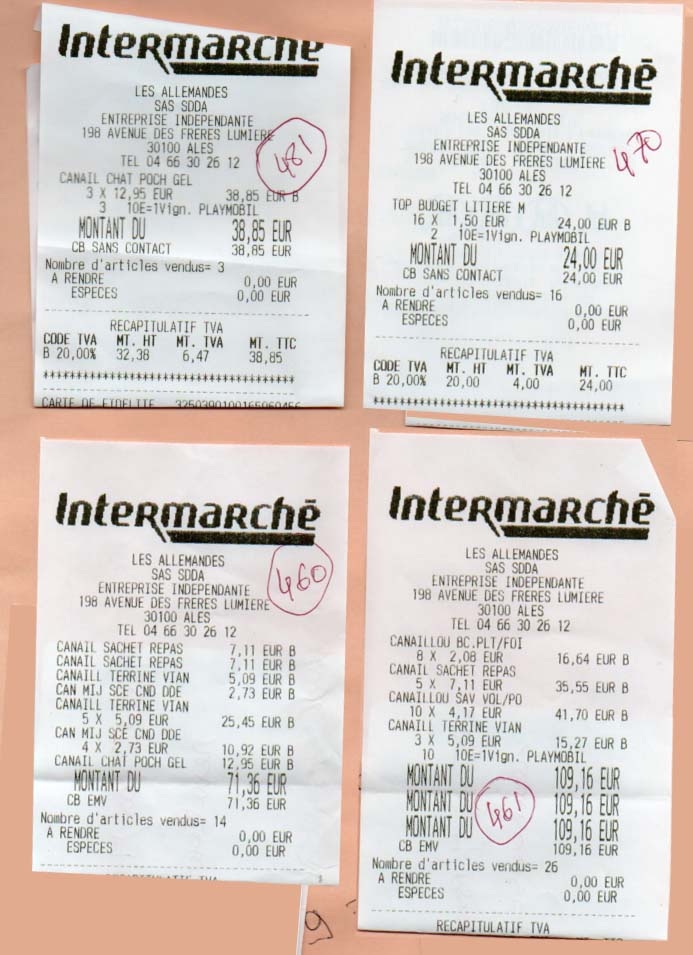 Intermarchē
LES ALLEMANDES
SAS SDDA
ENTREPRISE INDEPENDANTE
198 AVENUE DES FRERES LUMIERE
30100 ALES
TEL 04 66 30 26 12
481
CANAIL CHAT POCH GEL
3 X 12,95 EUR 38,85 EUR B
3 10E=1Vign. PLAYMOBIL
MONTANT DU 38,85 EUR
CB SANS CONTACT 38,85 EUR
Nombre d'articles vendus= 3
A RENDRE 0,00 EUR
ESPECES 0,00 EUR
RECAPITULATIF TVA
CODE TVA MT. HT MT. TVA MT. TTC
B 20,00% 32,38 6,47 38,85
****************************************
CARTE DE FIDELITE
Intermarchē
LES ALLEMANDES
SAS SDDA
ENTREPRISE INDEPENDANTE
198 AVENUE DES FRERES LUMIERE
30100 ALES
TEL 04 66 30 26 12
470
TOP BUDGET LITIERE M
16 X 1,50 EUR 24,00 EUR B
2 10E=1Vign. PLAYMOBIL
MONTANT DU 24,00 EUR
CB SANS CONTACT 24,00 EUR
Nombre d'articles vendus= 16
A RENDRE 0,00 EUR
ESPECES 0,00 EUR
RECAPITULATIF TVA
CODE TVA MT. HT MT. TVA MT. TTC
B 20,00% 20,00 4,00 24,00
****************************************
Intermarchē
LES ALLEMANDES
SAS SDDA
ENTREPRISE INDEPENDANTE
198 AVENUE DES FRERES LUMIERE
30100 ALES
TEL 04 66 30 26 12
460
CANAIL SACHET REPAS 7,11 EUR B
CANAIL SACHET REPAS 7,11 EUR B
CANAILL TERRINE VIAN 5,09 EUR B
CAN MIJ SCE CND DDE 2,73 EUR B
CANAILL TERRINE VIAN
5 X 5,09 EUR 25,45 EUR B
CAN MIJ SCE CND DDE
4 X 2,73 EUR 10,92 EUR B
CANAIL CHAT POCH GEL 12,95 EUR B
MONTANT DU 71,36 EUR
CB EMV 71,36 EUR
Nombre d'articles vendus= 14
A RENDRE 0,00 EUR
ESPECES 0,00 EUR
RECAPITULATIF TVA
Intermarchē
LES ALLEMANDES
SAS SDDA
ENTREPRISE INDEPENDANTE
198 AVENUE DES FRERES LUMIERE
30100 ALES
TEL 04 66 30 26 12
CANAILLOU BC.PLT/FOI
8 X 2,08 EUR 16,64 EUR B
CANAIL SACHET REPAS
5 X 7,11 EUR 35,55 EUR B
CANAILLOU SAV VOL/PO
10 X 4,17 EUR 41,70 EUR B
CANAILL TERRINE VIAN
3 X 5,09 EUR 15,27 EUR B
10 10E=1Vign. PLAYMOBIL
MONTANT DU 109,16 EUR
MONTANT DU 109,16 EUR
MONTANT DU 109,16 EUR
461
CB EMV 109,16 EUR
Nombre d'articles vendus= 26
A RENDRE 0,00 EUR
ESPECES 0,00 EUR
RECAPITULATIF TVA